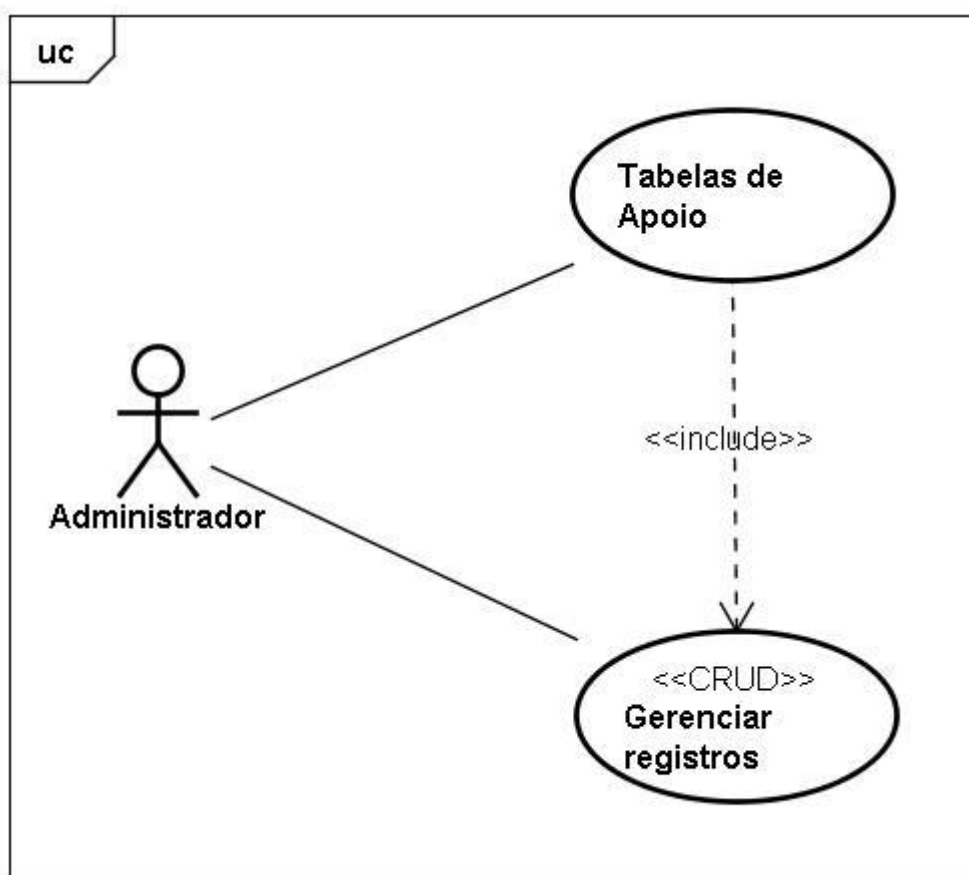 uc
Tabelas de
Apoio
<<include>>
Administrador
<<CRUD>>
Gerenciar
registros